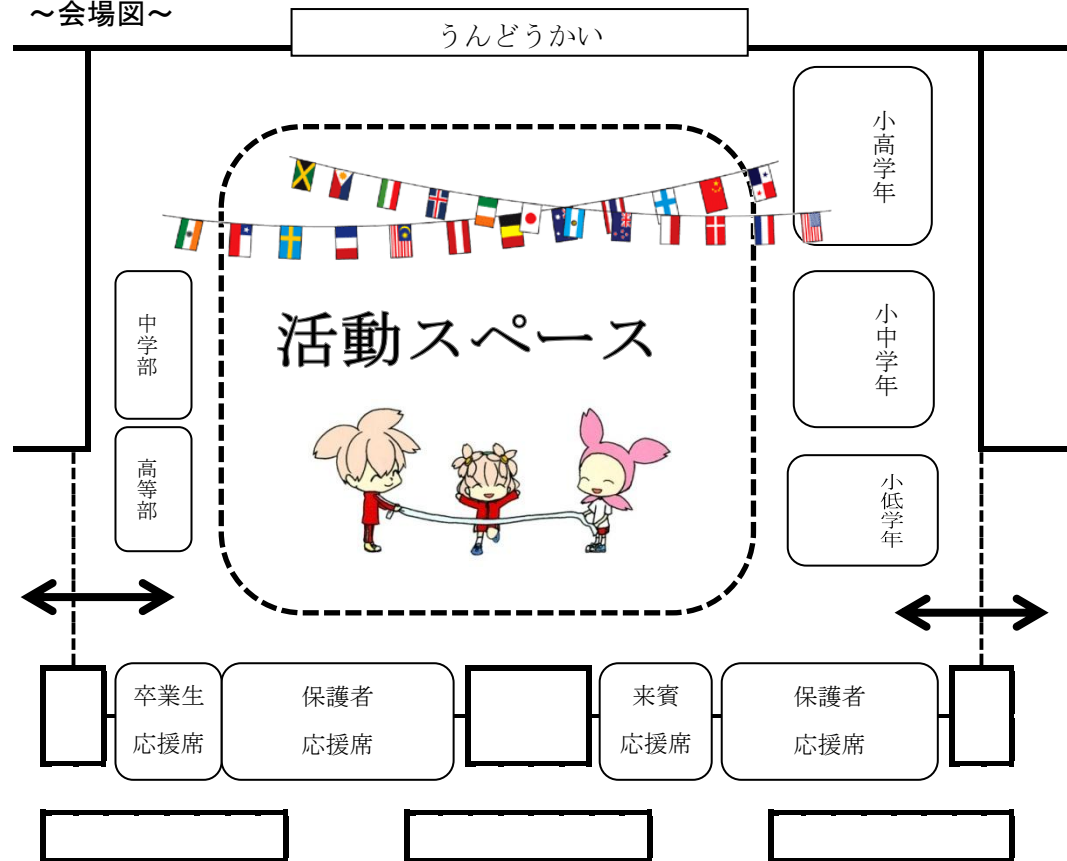 ～会場図～
うんどうかい
小高学年
活動スペース
中学部
小中学年
高等部
小低学年
卒業生
応援席
保護者
応援席
来賓
応援席
保護者
応援席